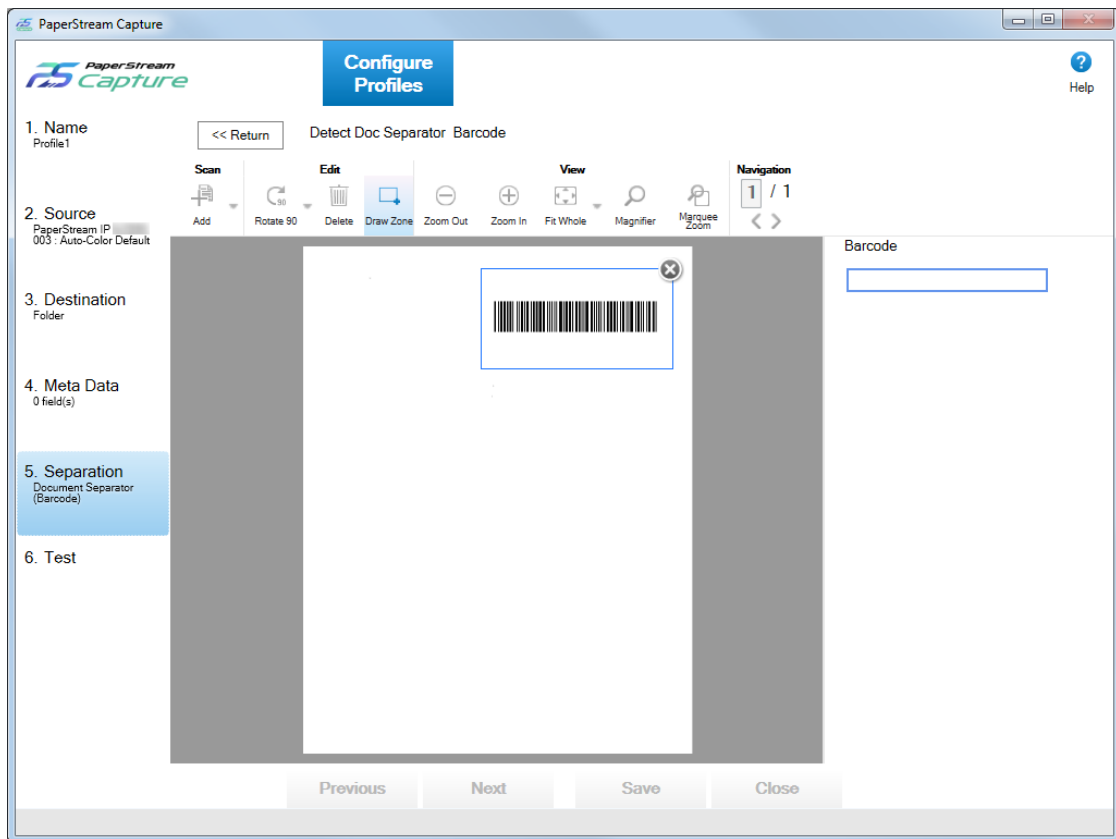 PaperStream Capture
PaperStream
Capture
Configure
Profiles
?
Help
1. Name
Profile1
<< Return
Detect Doc Separator Barcode
Scan
Edit
View
Navigation
90
1 / 1
Add
Rotate 90
Delete
Draw Zone
Zoom Out
Zoom In
Fit Whole
Magnifier
Marquee
Zoom
2. Source
PaperStream IP
003 : Auto-Color Default
Barcode
3. Destination
Folder
4. Meta Data
0 field(s)
5. Separation
Document Separator
(Barcode)
6. Test
Previous
Next
Save
Close